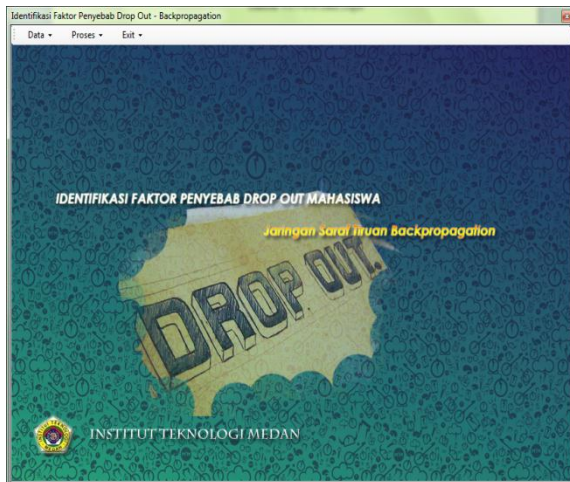 Identifikasi Faktor Penyebab Drop Out - Backpropagation
Data Proses Exit
IDENTIFIKASI FAKTOR PENYEBAB DROP OUT MAHASISWA
Jaringan Saraf Tiruan Backpropagation
DROP OUT.
INSTITUT TEKNOLOGI MEDAN